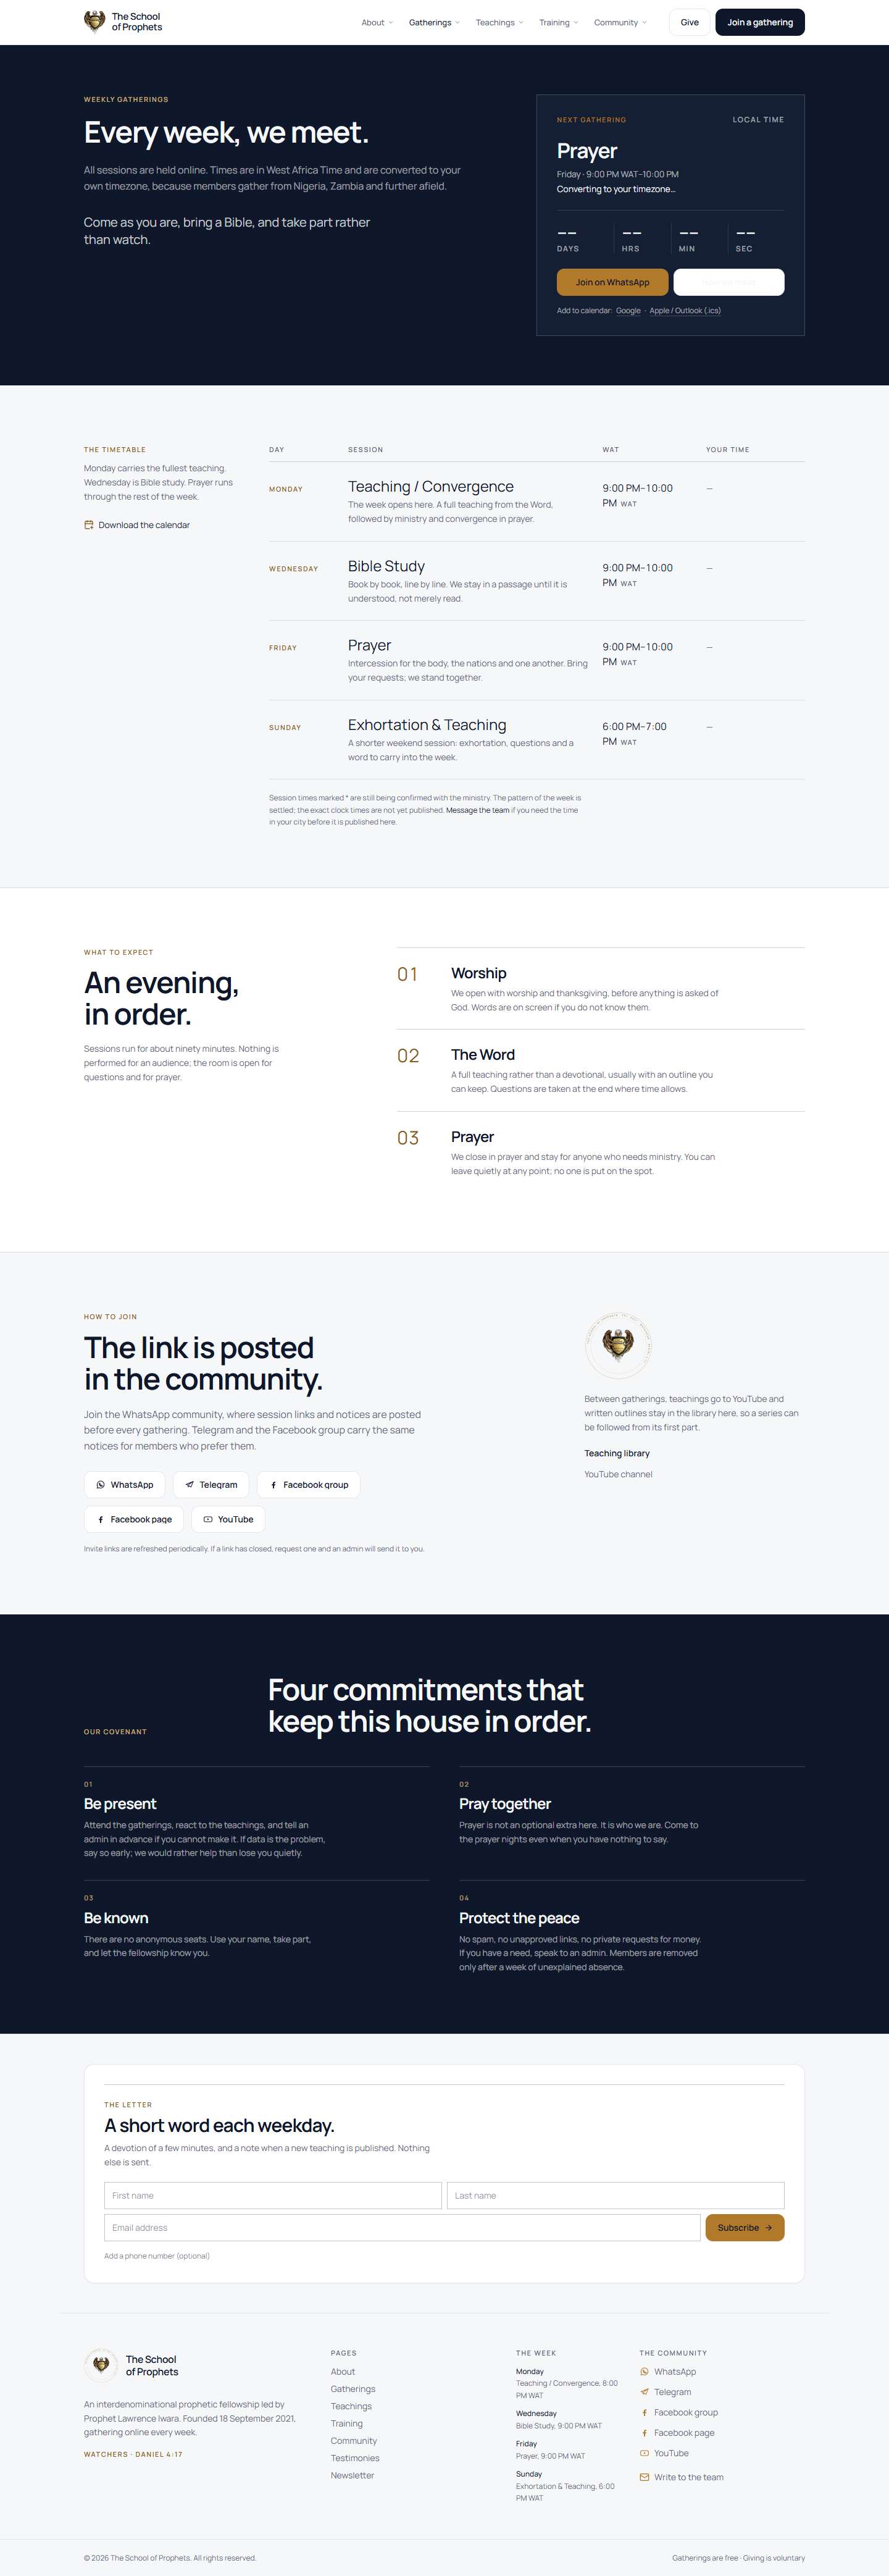 The School
of Prophets
About
Gatherings
Teachings
Training
Community
Give
Join a gathering
WEEKLY GATHERINGS
Every week, we meet.
All sessions are held online. Times are in West Africa Time and are converted to your
own timezone, because members gather from Nigeria, Zambia and further afield.
Come as you are, bring a Bible, and take part rather
than watch.
NEXT GATHERING
LOCAL TIME
Prayer
Friday · 9:00 PM WAT–10:00 PM
Converting to your timezone…
––
––
––
––
DAYS
HRS
MIN
SEC
Join on WhatsApp
Add to calendar: Google · Apple / Outlook (.ics)
THE TIMETABLE
Monday carries the fullest teaching.
Wednesday is Bible study. Prayer runs
through the rest of the week.
Download the calendar
DAY
SESSION
WAT
YOUR TIME
MONDAY
Teaching / Convergence
The week opens here. A full teaching from the Word,
followed by ministry and convergence in prayer.
9:00 PM–10:00
PM WAT
—
WEDNESDAY
Bible Study
Book by book, line by line. We stay in a passage until it is
understood, not merely read.
9:00 PM–10:00
PM WAT
—
FRIDAY
Prayer
Intercession for the body, the nations and one another. Bring
your requests; we stand together.
9:00 PM–10:00
PM WAT
—
SUNDAY
Exhortation & Teaching
A shorter weekend session: exhortation, questions and a
word to carry into the week.
6:00 PM–7:00
PM WAT
—
Session times marked * are still being confirmed with the ministry. The pattern of the week is
settled; the exact clock times are not yet published. Message the team if you need the time
in your city before it is published here.
WHAT TO EXPECT
An evening,
in order.
Sessions run for about ninety minutes. Nothing is
performed for an audience; the room is open for
questions and for prayer.
01
Worship
We open with worship and thanksgiving, before anything is asked of
God. Words are on screen if you do not know them.
02
The Word
A full teaching rather than a devotional, usually with an outline you
can keep. Questions are taken at the end where time allows.
03
Prayer
We close in prayer and stay for anyone who needs ministry. You can
leave quietly at any point; no one is put on the spot.
HOW TO JOIN
The link is posted
in the community.
Join the WhatsApp community, where session links and notices are posted
before every gathering. Telegram and the Facebook group carry the same
notices for members who prefer them.
WhatsApp
Telegram
Facebook group
Facebook page
YouTube
Invite links are refreshed periodically. If a link has closed, request one and an admin will send it to you.
Between gatherings, teachings go to YouTube and
written outlines stay in the library here, so a series can
be followed from its first part.
Teaching library
YouTube channel
OUR COVENANT
Four commitments that
keep this house in order.
01
Be present
Attend the gatherings, react to the teachings, and tell an
admin in advance if you cannot make it. If data is the problem,
say so early; we would rather help than lose you quietly.
02
Pray together
Prayer is not an optional extra here. It is who we are. Come to
the prayer nights even when you have nothing to say.
03
Be known
There are no anonymous seats. Use your name, take part,
and let the fellowship know you.
04
Protect the peace
No spam, no unapproved links, no private requests for money.
If you have a need, speak to an admin. Members are removed
only after a week of unexplained absence.
THE LETTER
A short word each weekday.
A devotion of a few minutes, and a note when a new teaching is published. Nothing
else is sent.
First name
Last name
Email address
Subscribe
Add a phone number (optional)
The School
of Prophets
An interdenominational prophetic fellowship led by
Prophet Lawrence Iwara. Founded 18 September 2021,
gathering online every week.
WATCHERS · DANIEL 4:17
PAGES
About
Gatherings
Teachings
Training
Community
Testimonies
Newsletter
THE WEEK
Monday
Teaching / Convergence, 8:00
PM WAT
Wednesday
Bible Study, 9:00 PM WAT
Friday
Prayer, 9:00 PM WAT
Sunday
Exhortation & Teaching, 6:00
PM WAT
THE COMMUNITY
WhatsApp
Telegram
Facebook group
Facebook page
YouTube
Write to the team
© 2026 The School of Prophets. All rights reserved.
Gatherings are free · Giving is voluntary